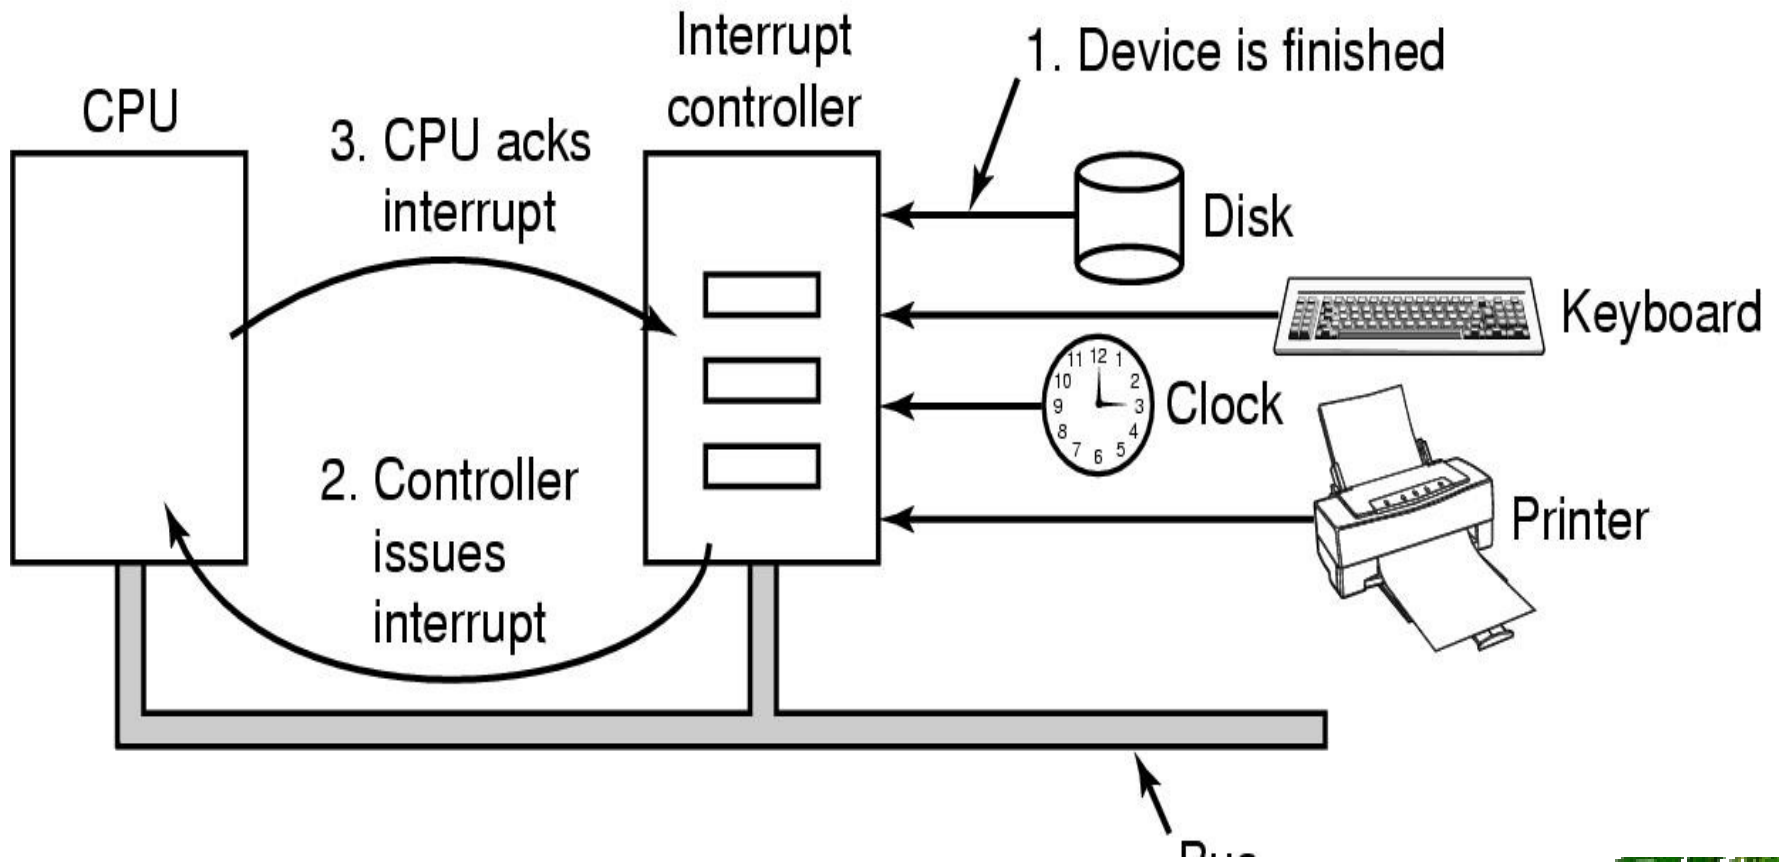 Interrupt
controller
1. Device is finished
CPU
3. CPU acks
interrupt
Disk
Keyboard
11 12 1
10 2
9 3
8 4
7 6 5
Clock
2. Controller
issues
interrupt
Printer
Bus